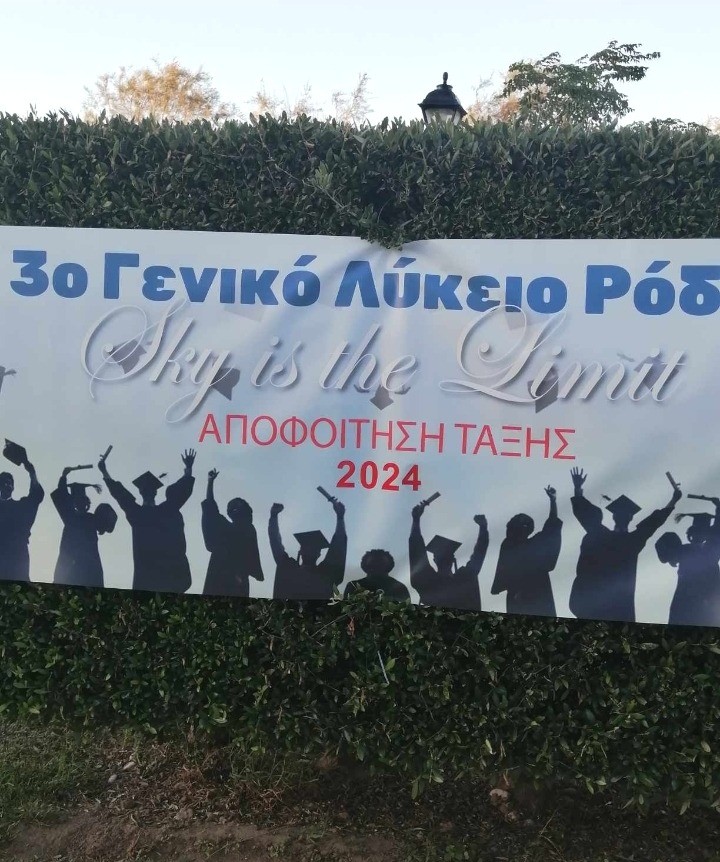 3ο Γενικό Λύκειο Ρόδ
Sky is the Limit
ΑΠΟΦΟΙΤΗΣΗ ΤΑΞΗΣ
2024